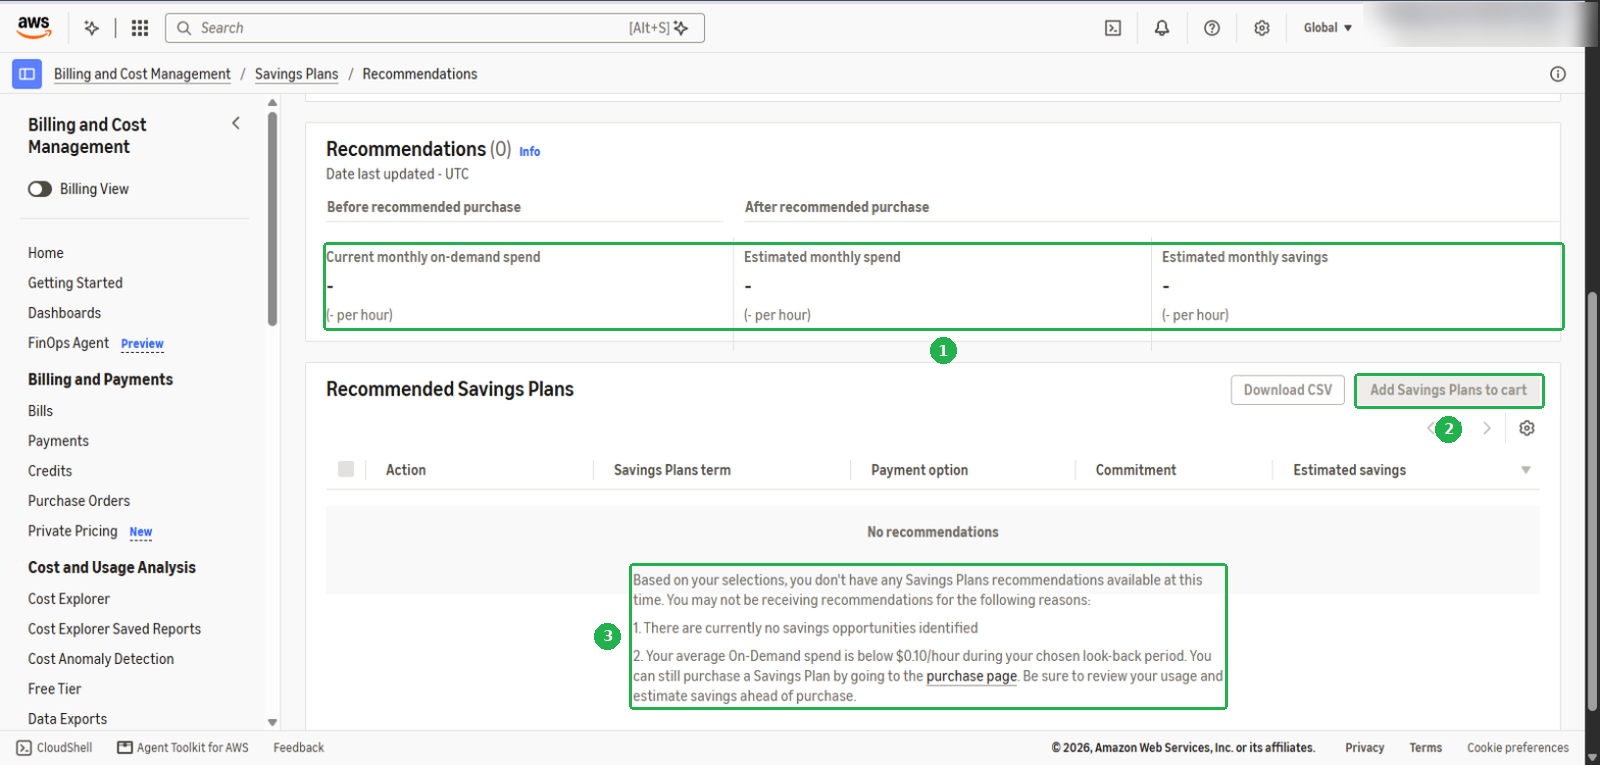 aws
Search
[Alt+S]
Global
Billing and Cost Management / Savings Plans / Recommendations
Billing and Cost
Management
Billing View
Home
Getting Started
Dashboards
FinOps Agent Preview
Billing and Payments
Bills
Payments
Credits
Purchase Orders
Private Pricing New
Cost and Usage Analysis
Cost Explorer
Cost Explorer Saved Reports
Cost Anomaly Detection
Free Tier
Data Exports
Recommendations (0) Info
Date last updated - UTC
Before recommended purchase
After recommended purchase
Current monthly on-demand spend
-
(- per hour)
Estimated monthly spend
-
(- per hour)
Estimated monthly savings
-
(- per hour)
1
Recommended Savings Plans
Download CSV
Add Savings Plans to cart
2
Action
Savings Plans term
Payment option
Commitment
Estimated savings
No recommendations
3
Based on your selections, you don't have any Savings Plans recommendations available at this
time. You may not be receiving recommendations for the following reasons:
1. There are currently no savings opportunities identified
2. Your average On-Demand spend is below $0.10/hour during your chosen look-back period. You
can still purchase a Savings Plan by going to the purchase page. Be sure to review your usage and
estimate savings ahead of purchase.
CloudShell
Agent Toolkit for AWS
Feedback
© 2026, Amazon Web Services, Inc. or its affiliates.
Privacy
Terms
Cookie preferences